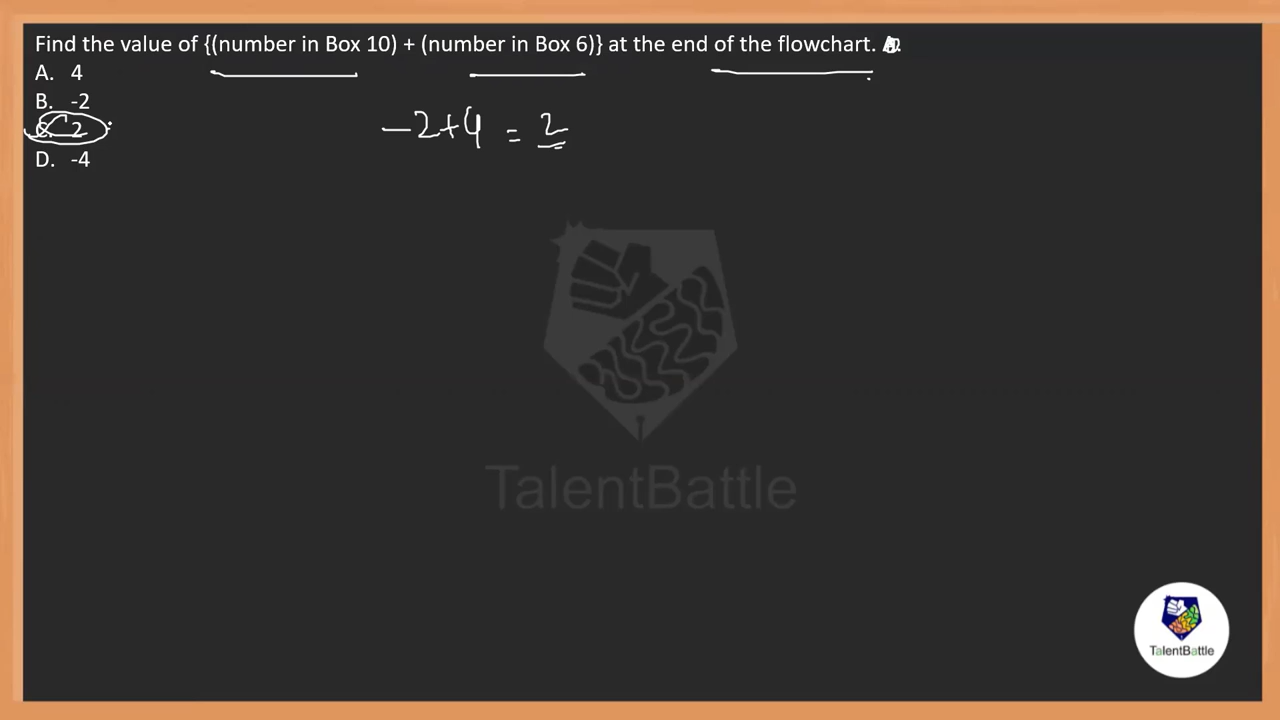 Find the value of {(number in Box 10) + (number in Box 6)} at the end of the flowchart.
A. 4
B. -2
C. 2
D. -4
-2+4 = 2
TalentBattle
TalentBattle